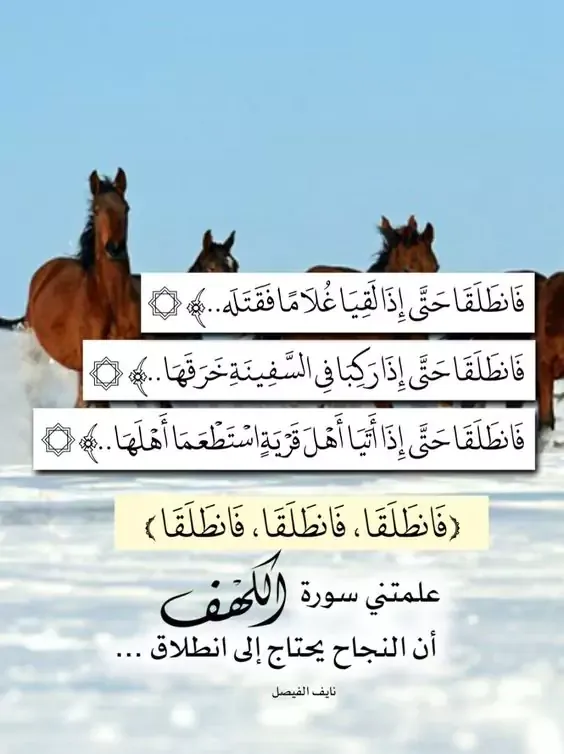 فَانطَلَقَا حَتَّى إِذَا لَقِيَا غُلَامًا فَقَتَلَه..﴾ ۞
فَانطَلَقَا حَتَّى إِذَا رَكِبَا فِي السَّفِينَةِ خَرَقَهَا..﴾ ۞
فَانطَلَقَا حَتَّى إِذَا أَتَيَا أَهْلَ قَرْيَةٍ اسْتَطْعَمَا أَهْلَهَا..﴾ ۞
﴿فَانطَلَقَا، فَانطَلَقَا، فَانطَلَقَا﴾
علمتني سورة الكهف
أن النجاح يحتاج إلى انطلاق ...
نايف الفيصل